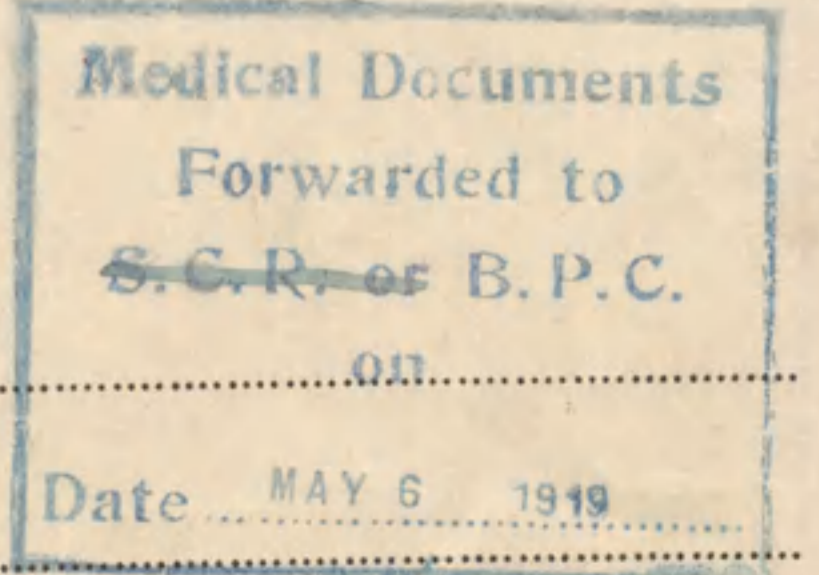 Medical Documents
Forwarded to
S.C.R. or B.P.C.
on
Date MAY 6 1919